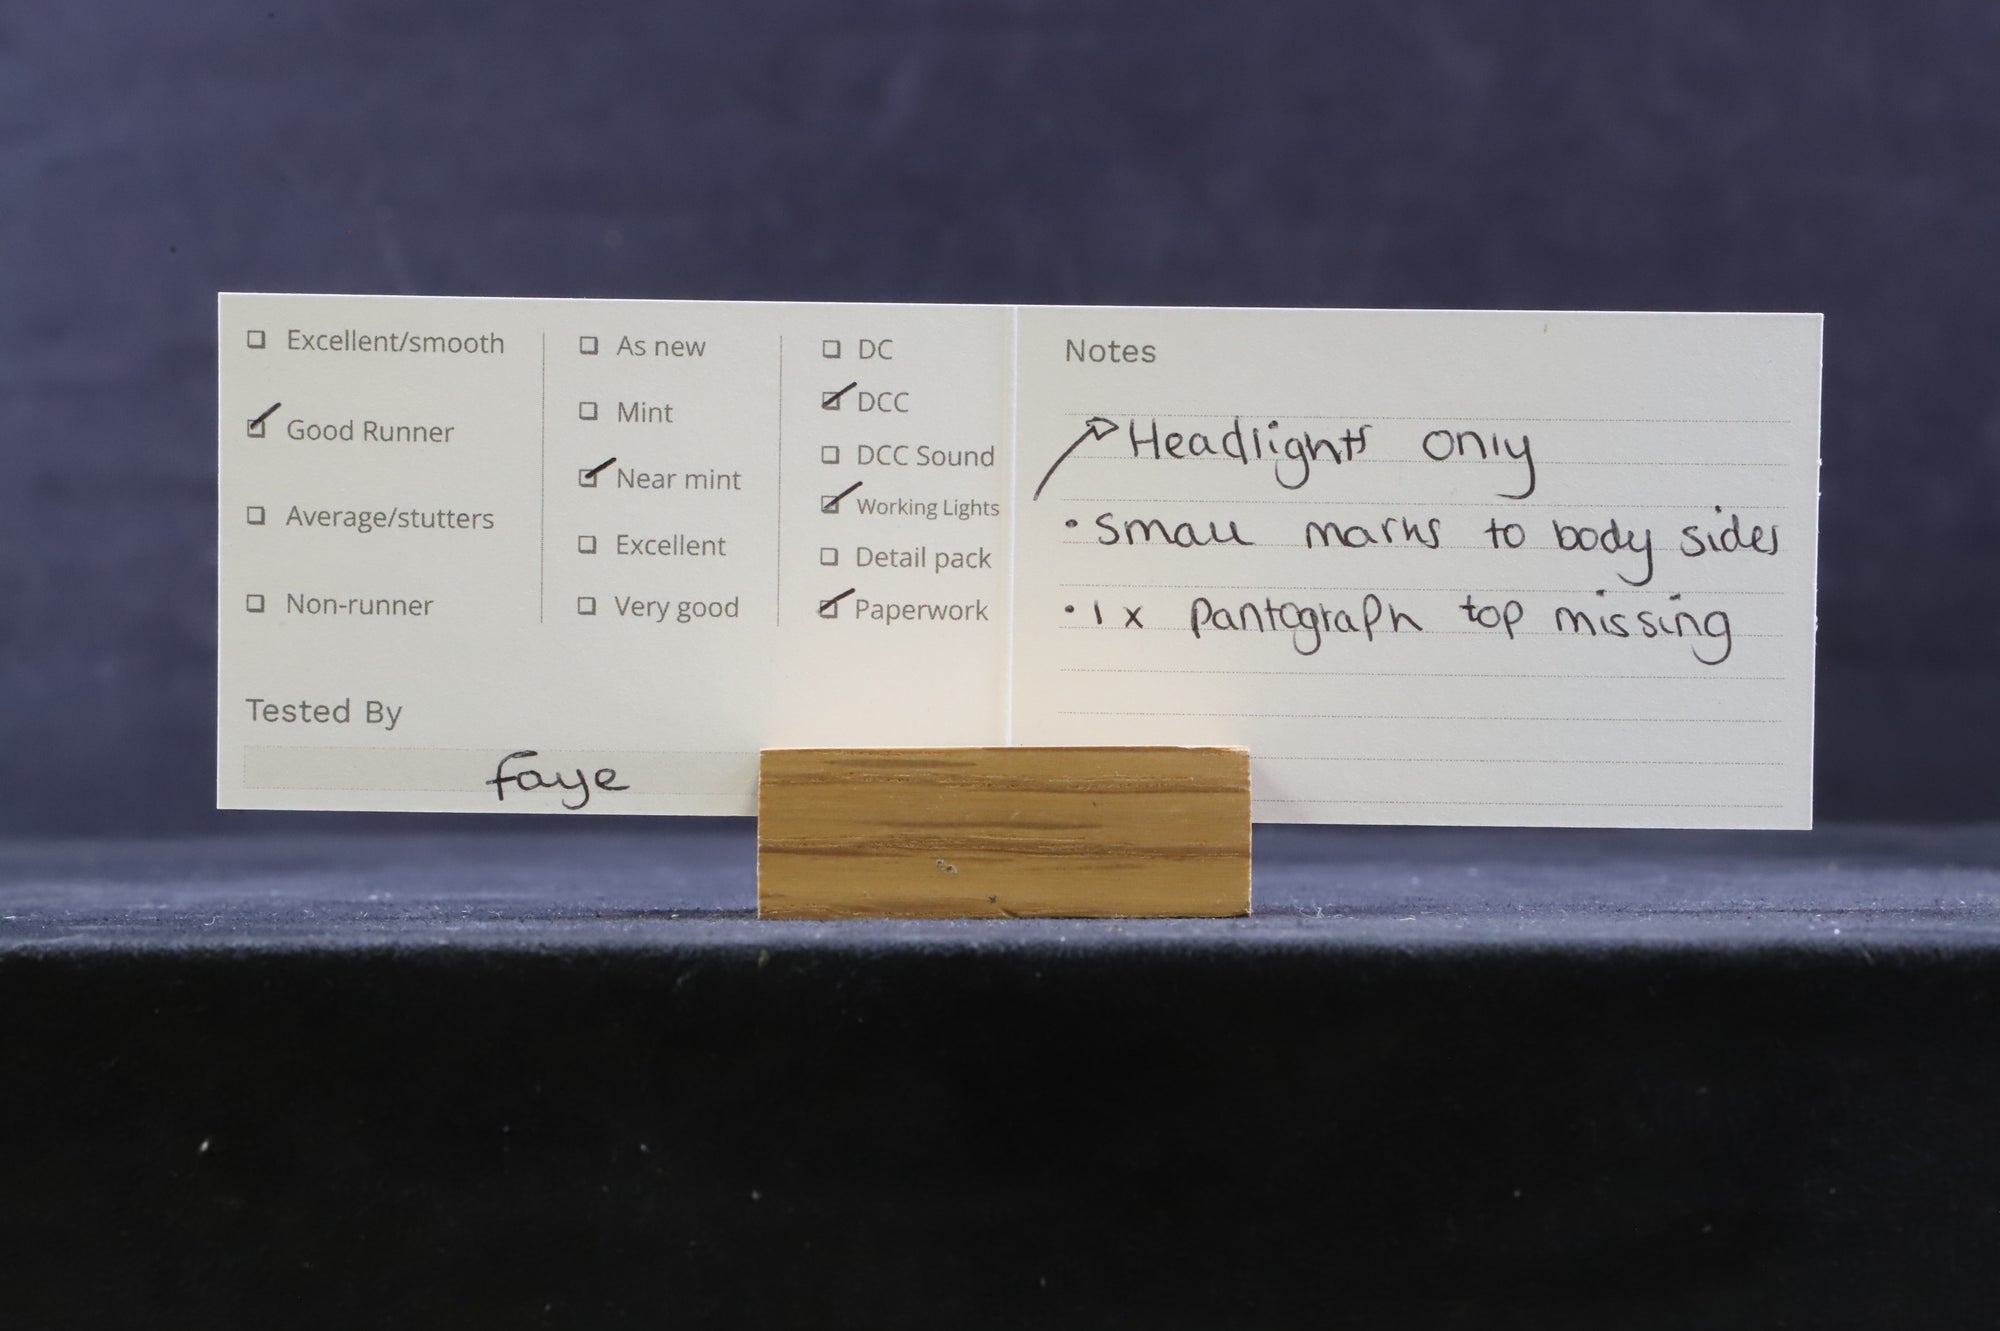 ☐ Excellent/smooth
☑ Good Runner
☐ Average/stutters
☐ Non-runner
☐ As new
☐ Mint
☑ Near mint
☐ Excellent
☐ Very good
☐ DC
☑ DCC
☐ DCC Sound
☑ Working Lights
☐ Detail pack
☑ Paperwork
Tested By
faye
Notes
Headlights only
• Small marks to body sides
• 1 x pantograph top missing